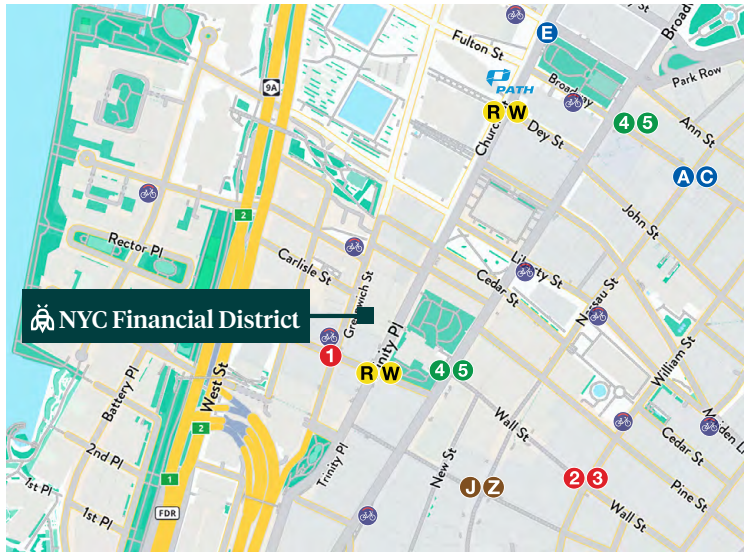 Fulton St
E
Broad
9A
PATH
Park Row
Broadway
R W
Church
4 5
Ann St
Dey St
A C
John St
2
Rector Pl
Liberty St
Carlisle St
Cedar St
Nassau St
Greenwich St
NYC Financial District
1
Trinity Pl
R W
4 5
William St
West St
Battery Pl
2
Wall St
Cedar St
2nd Pl
Trinity Pl
New St
1
1st Pl
J Z
2 3
Pine St
FDR
1st Pl
Wall St